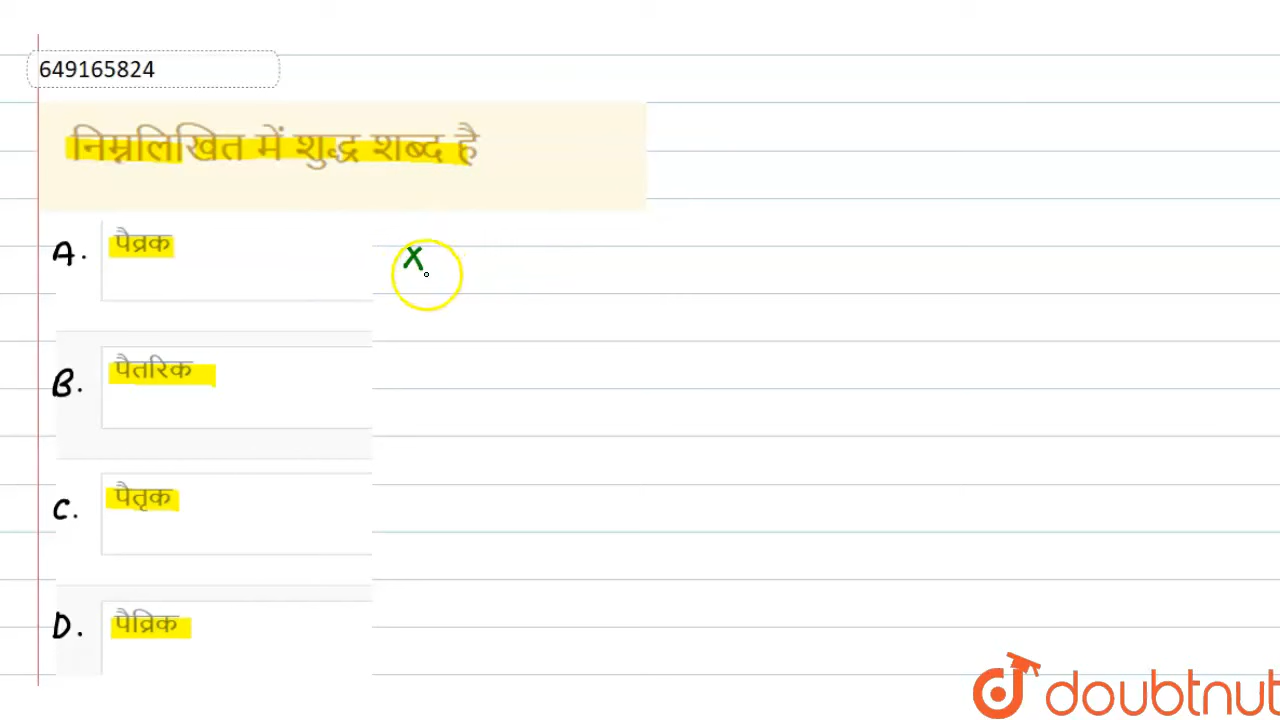 649165824
निम्नलिखित में शुद्ध शब्द है
A. पैव्रक
X
B. पैतरिक
C. पैतृक
D. पैव्रिक
doubtnut